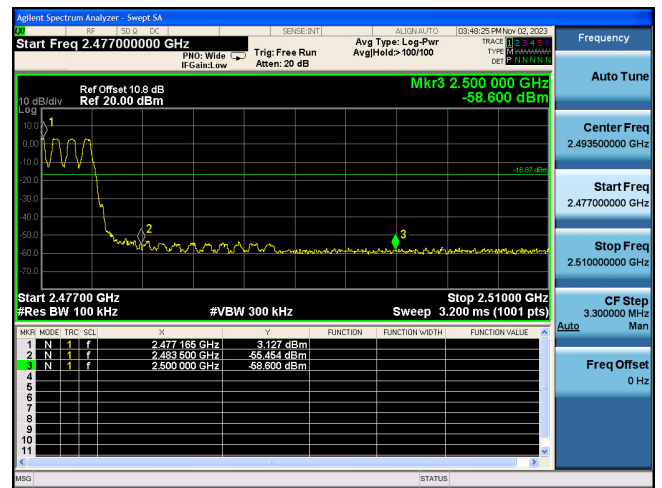 Agilent Spectrum Analyzer - Swept SA
RF 50 Ω DC SENSE:INT ALIGN AUTO 03:48:25 PM Nov 02, 2023
Start Freq 2.477000000 GHz
PNO: Wide
IFGain:Low
Trig: Free Run
Atten: 20 dB
Avg Type: Log-Pwr
Avg|Hold:>100/100
TRACE 1 2 3 4 5 6
TYPE M
DET P N N N N N
Ref Offset 10.8 dB
Ref 20.00 dBm
10 dB/div
Log
Mkr3 2.500 000 GHz
-58.600 dBm
10.0
0.00
-10.0
-20.0
-30.0
-40.0
-50.0
-60.0
-70.0
1
2
3
-16.87 dBm
Start 2.47700 GHz Stop 2.51000 GHz
#Res BW 100 kHz #VBW 300 kHz Sweep 3.200 ms (1001 pts)
MKR MODE TRC SCL X Y FUNCTION FUNCTION WIDTH FUNCTION VALUE
1 N 1 f 2.477 165 GHz 3.127 dBm
2 N 1 f 2.483 500 GHz -55.454 dBm
3 N 1 f 2.500 000 GHz -58.600 dBm
4
5
6
7
8
9
10
11
MSG STATUS
Frequency
Auto Tune
Center Freq
2.493500000 GHz
Start Freq
2.477000000 GHz
Stop Freq
2.510000000 GHz
CF Step
3.300000 MHz
Auto Man
Freq Offset
0 Hz